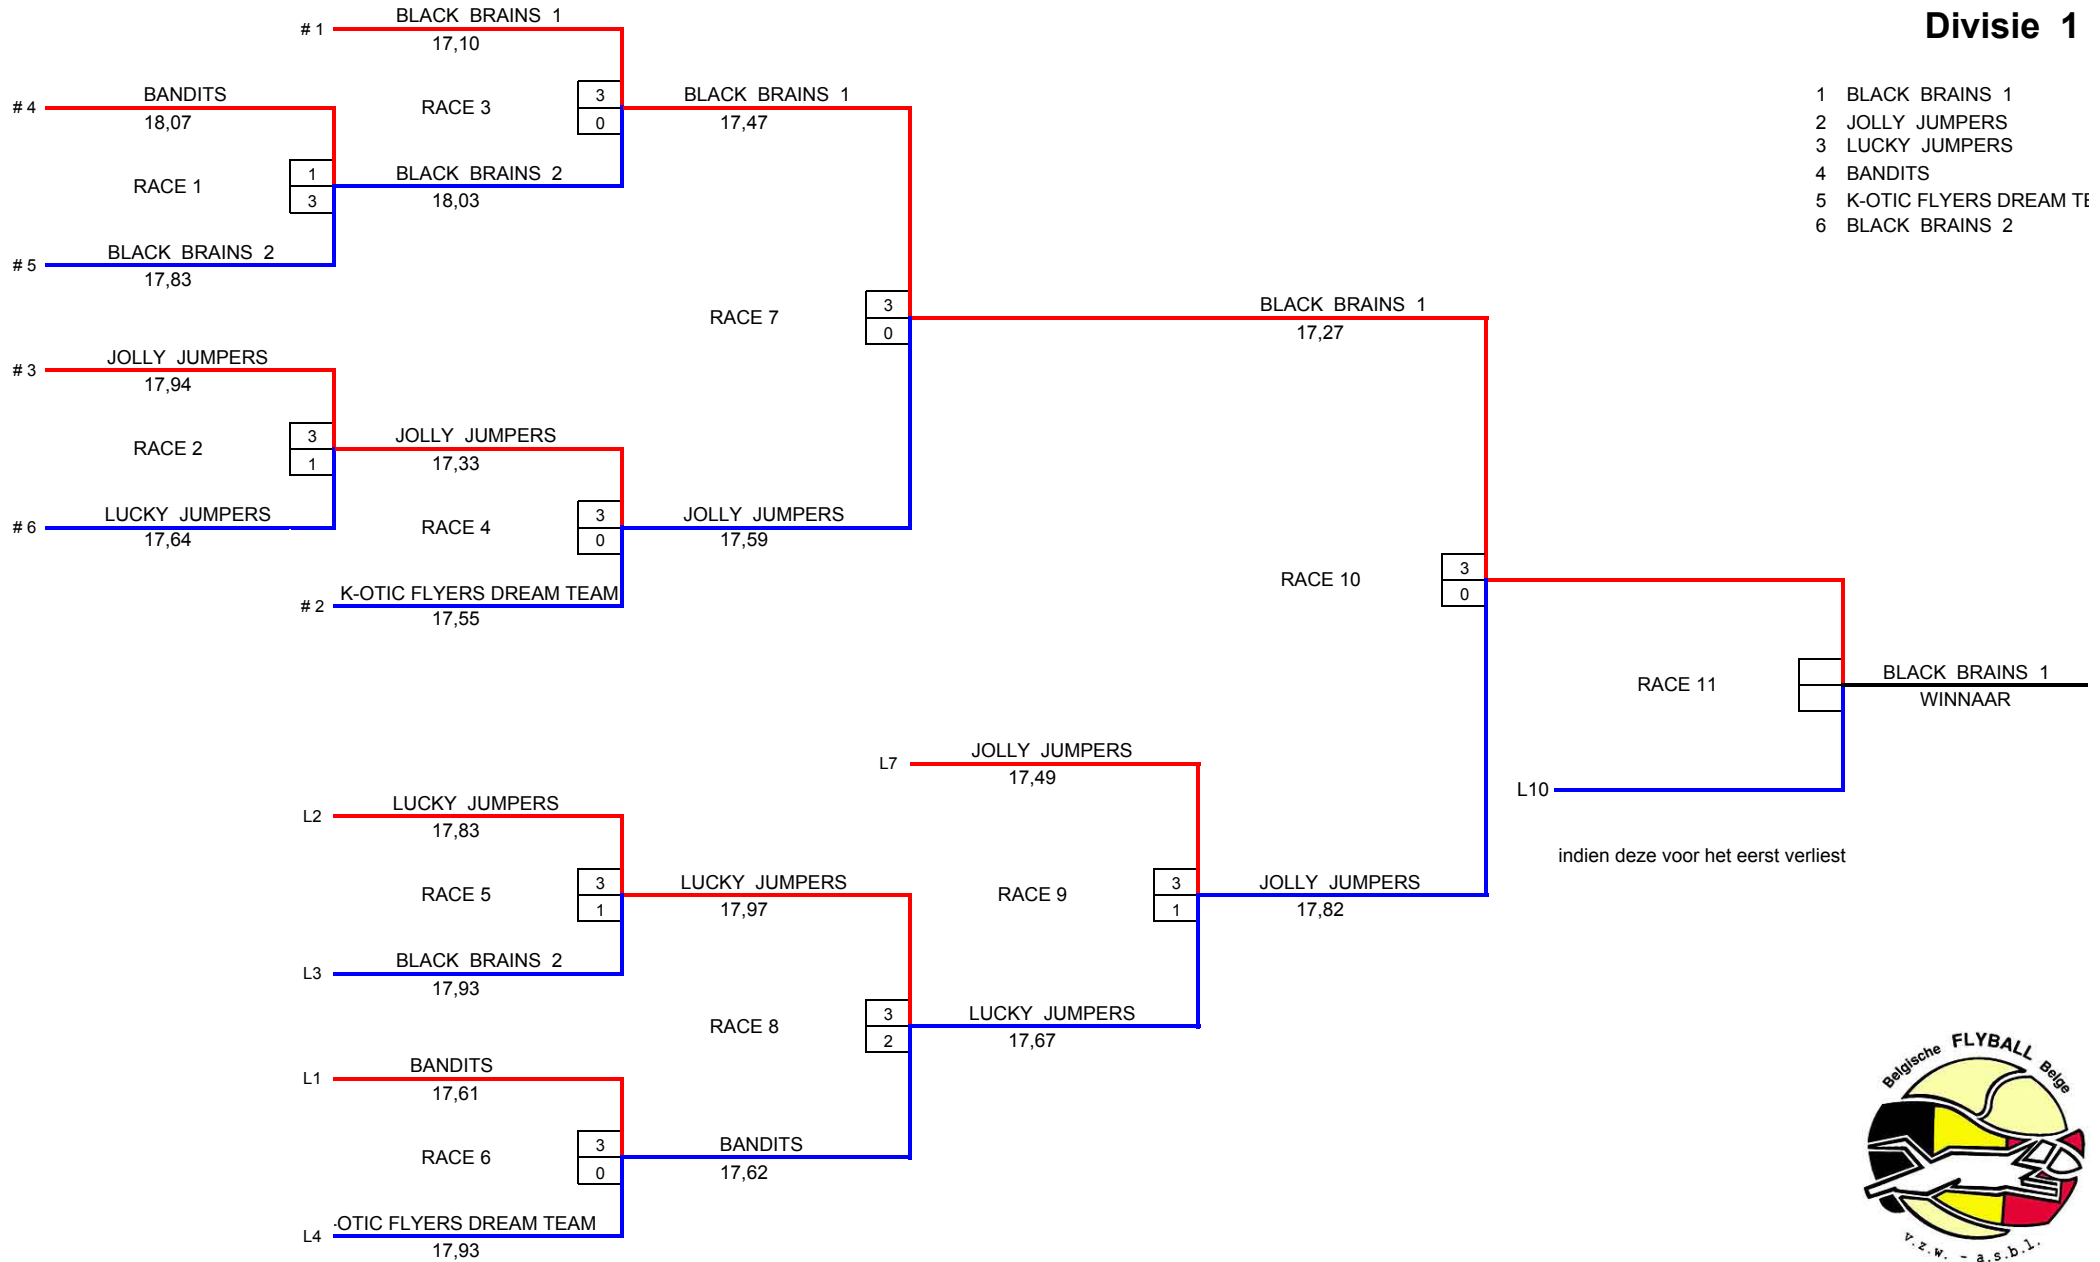 Divisie 1
1 BLACK BRAINS 1
2 JOLLY JUMPERS
3 LUCKY JUMPERS
4 BANDITS
5 K-OTIC FLYERS DREAM TE
6 BLACK BRAINS 2
# 1 BLACK BRAINS 1
17,10
# 4 BANDITS
18,07
RACE 1
1
3
# 5 BLACK BRAINS 2
17,83
RACE 3
3
0
BLACK BRAINS 2
18,03
BLACK BRAINS 1
17,47
# 3 JOLLY JUMPERS
17,94
RACE 2
3
1
# 6 LUCKY JUMPERS
17,64
JOLLY JUMPERS
17,33
RACE 4
3
0
# 2 K-OTIC FLYERS DREAM TEAM
17,55
JOLLY JUMPERS
17,59
RACE 7
3
0
BLACK BRAINS 1
17,27
RACE 10
3
0
RACE 11
BLACK BRAINS 1
WINNAAR
L10
indien deze voor het eerst verliest
L7 JOLLY JUMPERS
17,49
RACE 9
3
1
JOLLY JUMPERS
17,82
L2 LUCKY JUMPERS
17,83
RACE 5
3
1
L3 BLACK BRAINS 2
17,93
LUCKY JUMPERS
17,97
RACE 8
3
2
LUCKY JUMPERS
17,67
L1 BANDITS
17,61
RACE 6
3
0
L4 -OTIC FLYERS DREAM TEAM
17,93
BANDITS
17,62
Belgische FLYBALL Belge
v.z.w. - a.s.b.l.